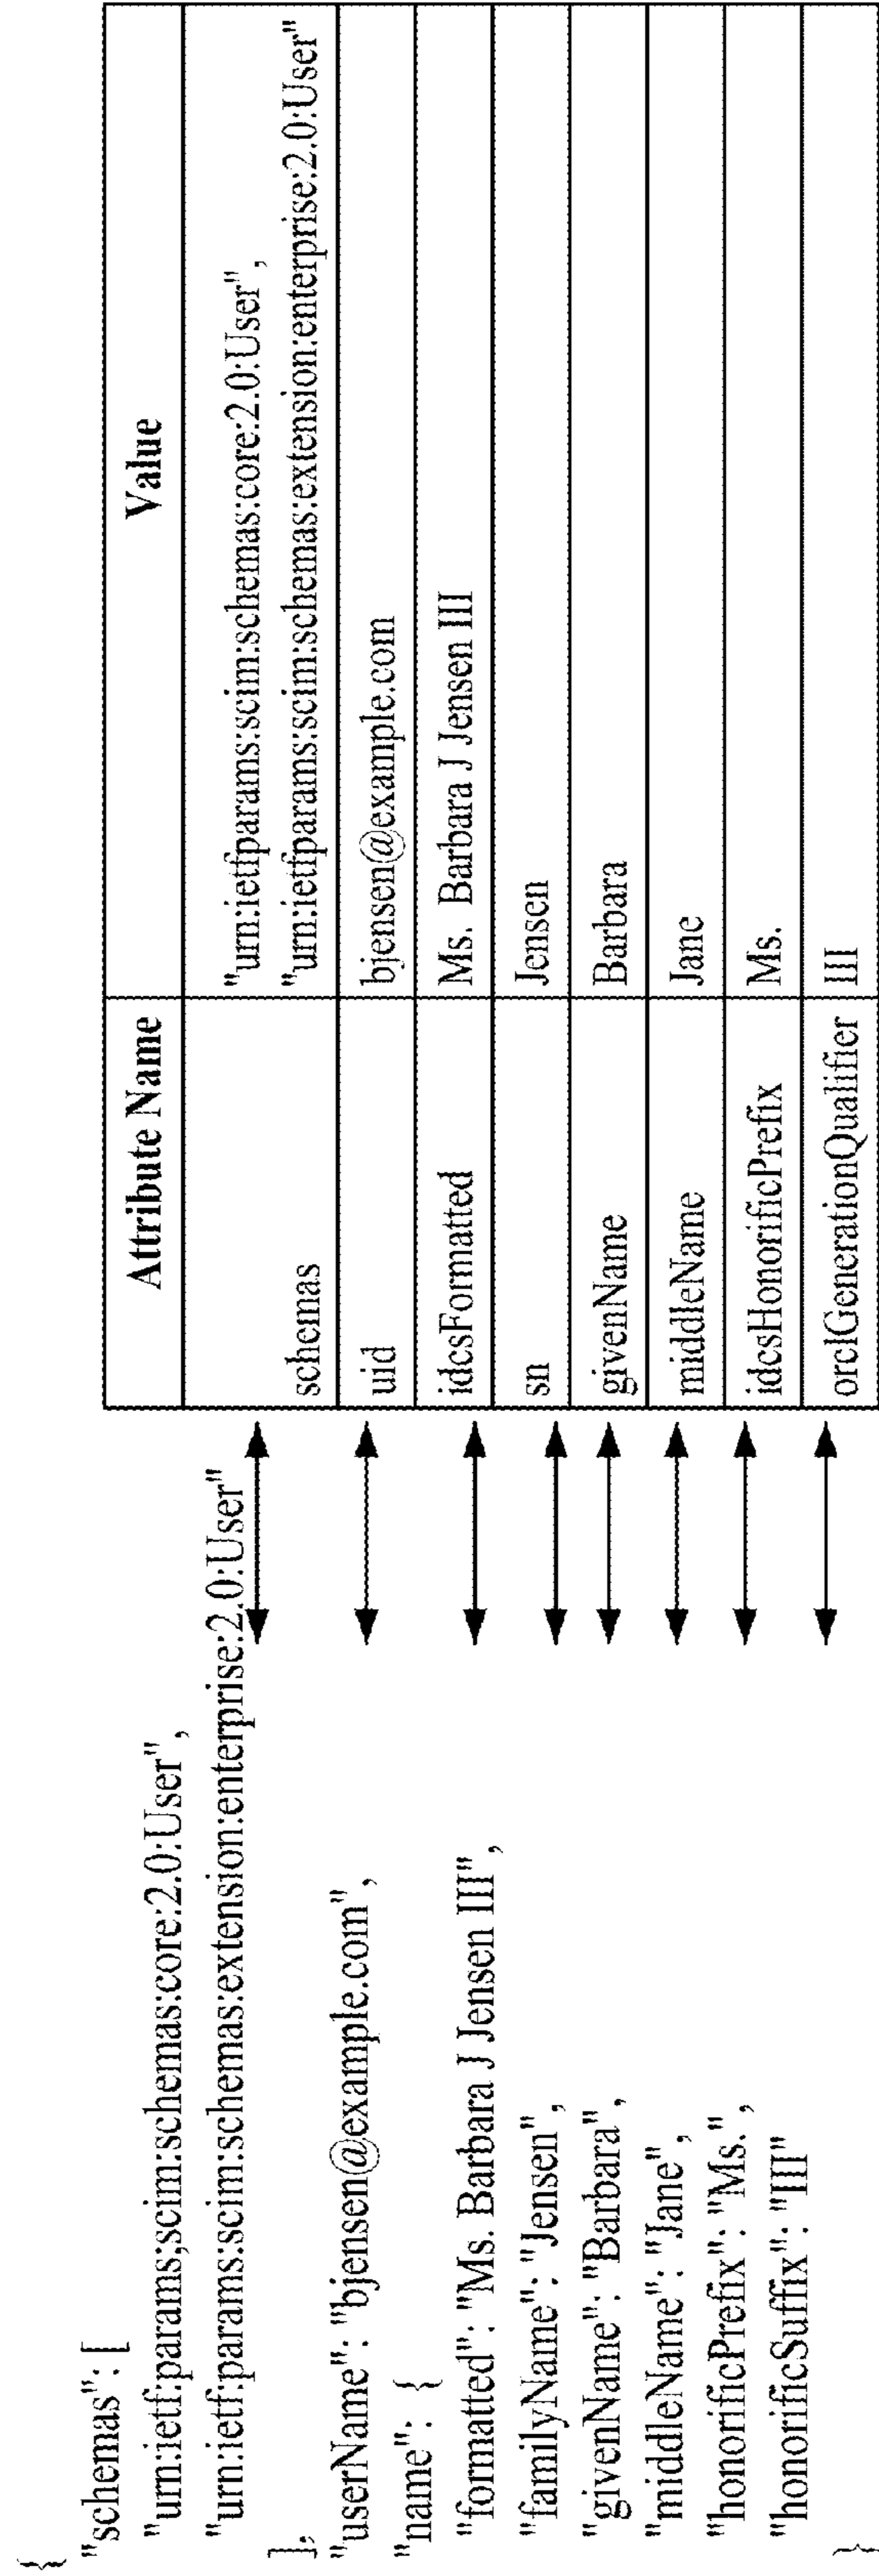 {
"schemas": [
"urn:ietf:params;scim:schemas:core:2.0:User",
"urn:ietf:params:scim:schemas:extension:enterprise:2.0:User"
],
"userName": "bjensen@example.com",
"name": {
"formatted": "Ms. Barbara J Jensen III",
"familyName": "Jensen",
"givenName": "Barbara",
"middleName": "Jane",
"honorificPrefix": "Ms.",
"honorificSuffix": "III"
}
Attribute Name Value
schemas "urn:ietfparams:scim:schemas:core:2.0:User",
"urn:ietfparams:scim:schemas:extension:enterprise:2.0:User"
uid bjensen@example.com
idcsFormatted Ms. Barbara J Jensen III
sn Jensen
givenName Barbara
middleName Jane
idcsHonorificPrefix Ms.
orclGenerationQualifier III